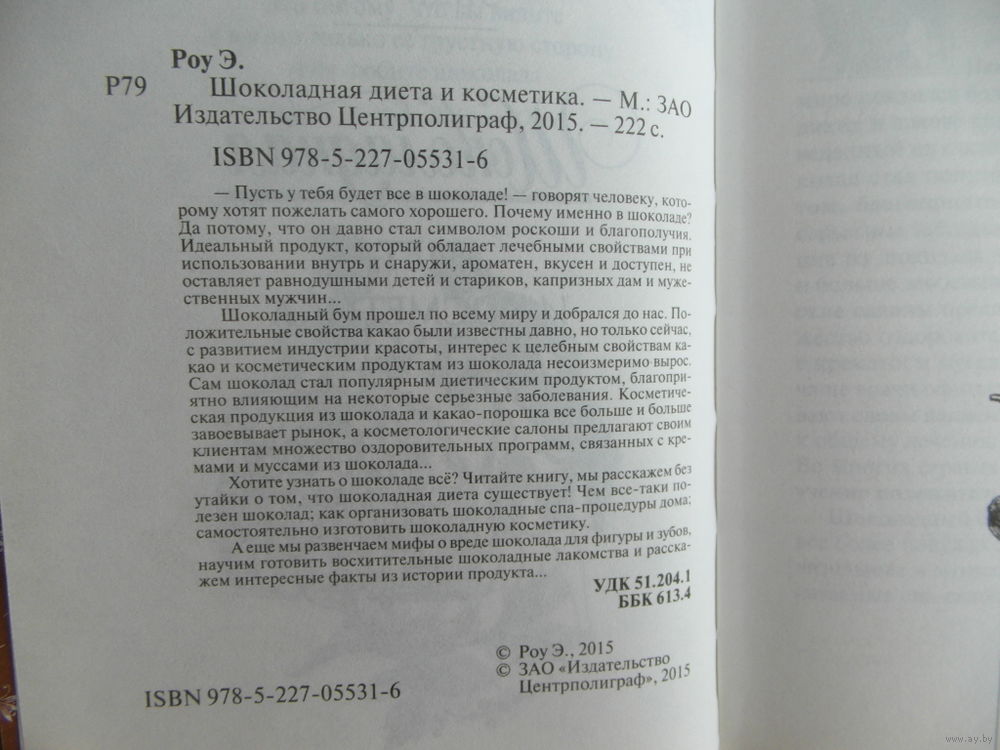 Роу Э.
Р79
Шоколадная диета и косметика. — М.: ЗАО
Издательство Центрполиграф, 2015. — 222 с.
ISBN 978-5-227-05531-6
— Пусть у тебя будет все в шоколаде! — говорят человеку, кото-
рому хотят пожелать самого хорошего. Почему именно в шоколаде?
Да потому, что он давно стал символом роскоши и благополучия.
Идеальный продукт, который обладает лечебными свойствами при
использовании внутрь и снаружи, ароматен, вкусен и доступен, не
оставляет равнодушными детей и стариков, капризных дам и муже-
ственных мужчин...
Шоколадный бум прошел по всему миру и добрался до нас. По-
ложительные свойства какао были известны давно, но только сейчас,
с развитием индустрии красоты, интерес к целебным свойствам ка-
као и косметическим продуктам из шоколада несоизмеримо вырос.
Сам шоколад стал популярным диетическим продуктом, благопри-
ятно влияющим на некоторые серьезные заболевания. Косметиче-
ская продукция из шоколада и какао-порошка все больше и больше
завоевывает рынок, а косметологические салоны предлагают своим
клиентам множество оздоровительных программ, связанных с кре-
мами и муссами из шоколада...
Хотите узнать о шоколаде всё? Читайте книгу, мы расскажем без
утайки о том, что шоколадная диета существует! Чем все-таки по-
лезен шоколад; как организовать шоколадные спа-процедуры дома;
самостоятельно изготовить шоколадную косметику.
А еще мы развенчаем мифы о вреде шоколада для фигуры и зубов,
научим готовить восхитительные шоколадные лакомства и расска-
жем интересные факты из истории продукта...
УДК 51.204.1
ББК 613.4
© Роу Э., 2015
© ЗАО «Издательство
Центрполиграф», 2015
ISBN 978-5-227-05531-6
www.ay.by